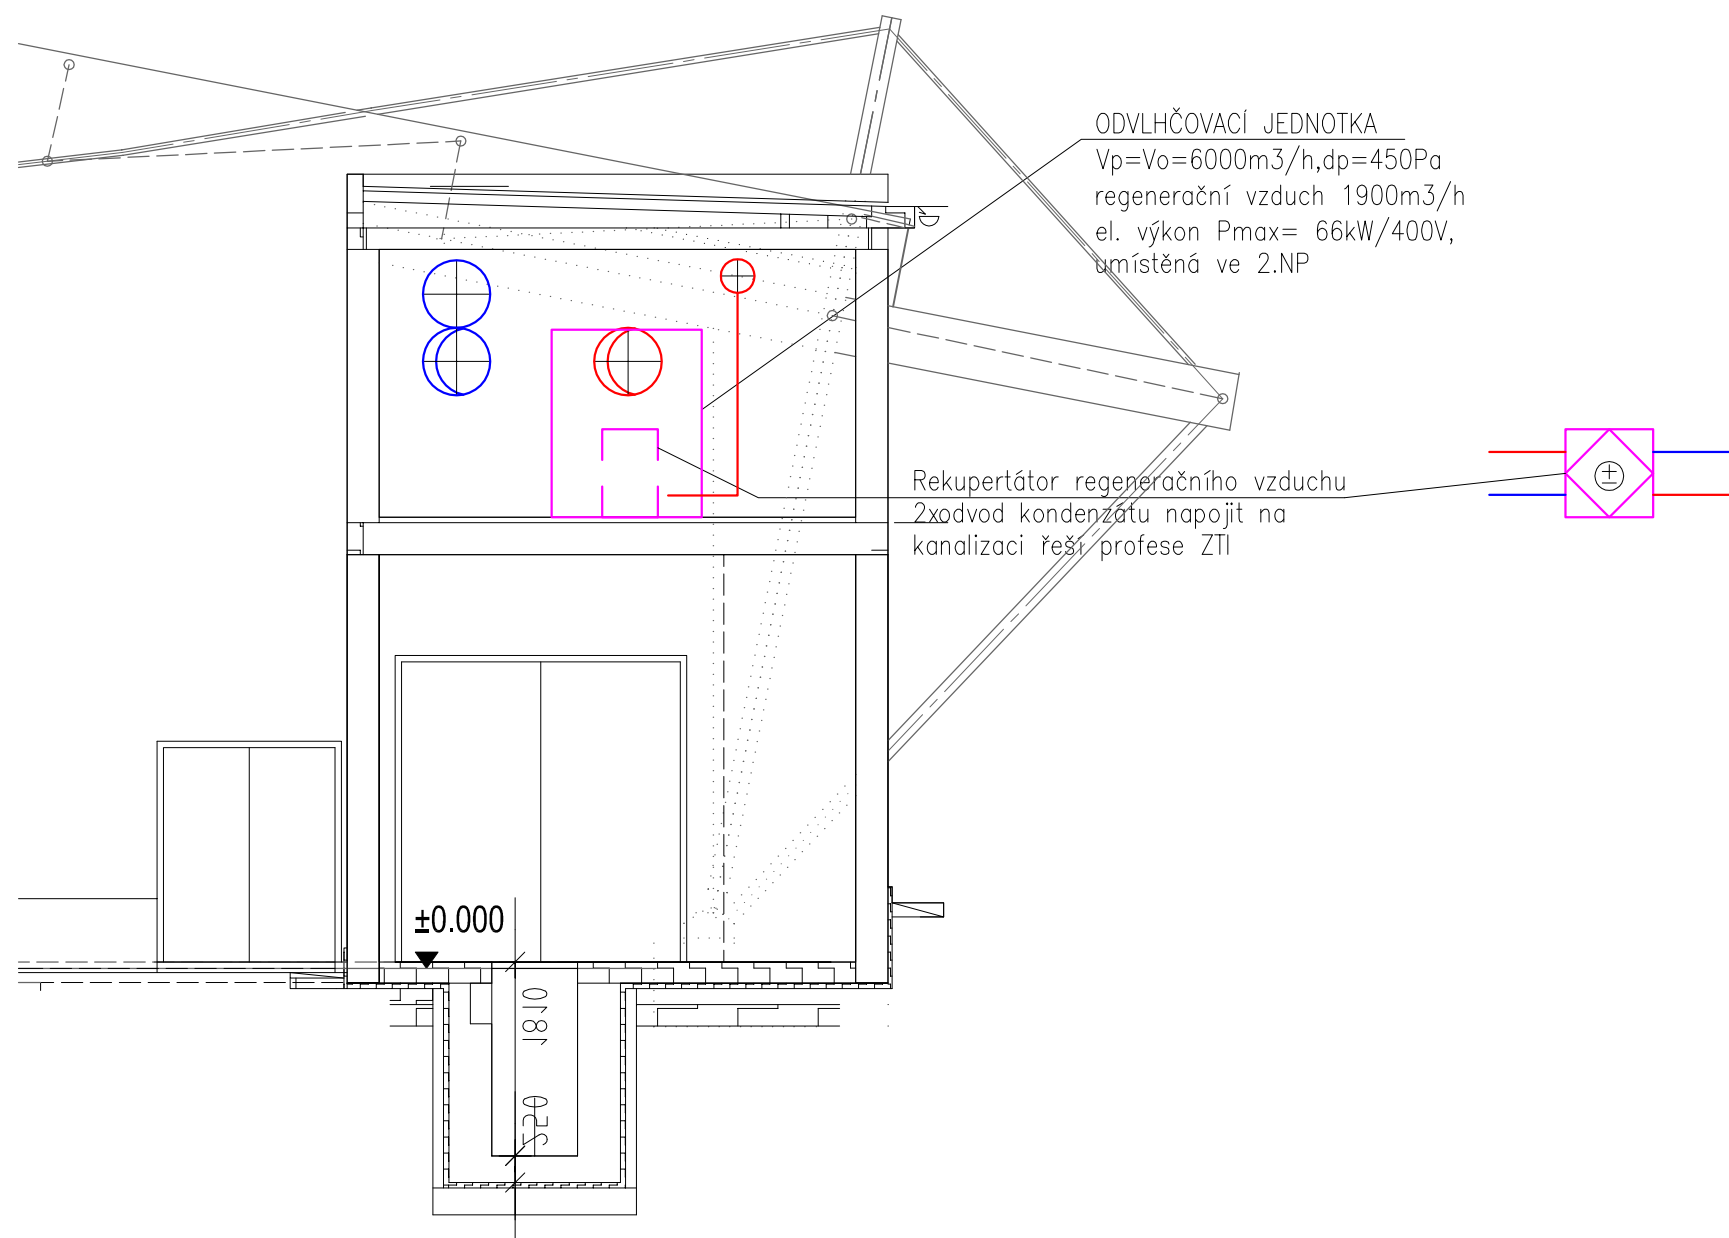 ODVLHČOVACÍ JEDNOTKA
Vp=Vo=6000m3/h,dp=450Pa
regenerační vzduch 1900m3/h
el. výkon Pmax= 66kW/400V,
umístěná ve 2.NP
Rekupertátor regeneračního vzduchu
2xodvod kondenzátu napojit na
kanalizaci řeší profese ZTI
±
±0.000
1810
250